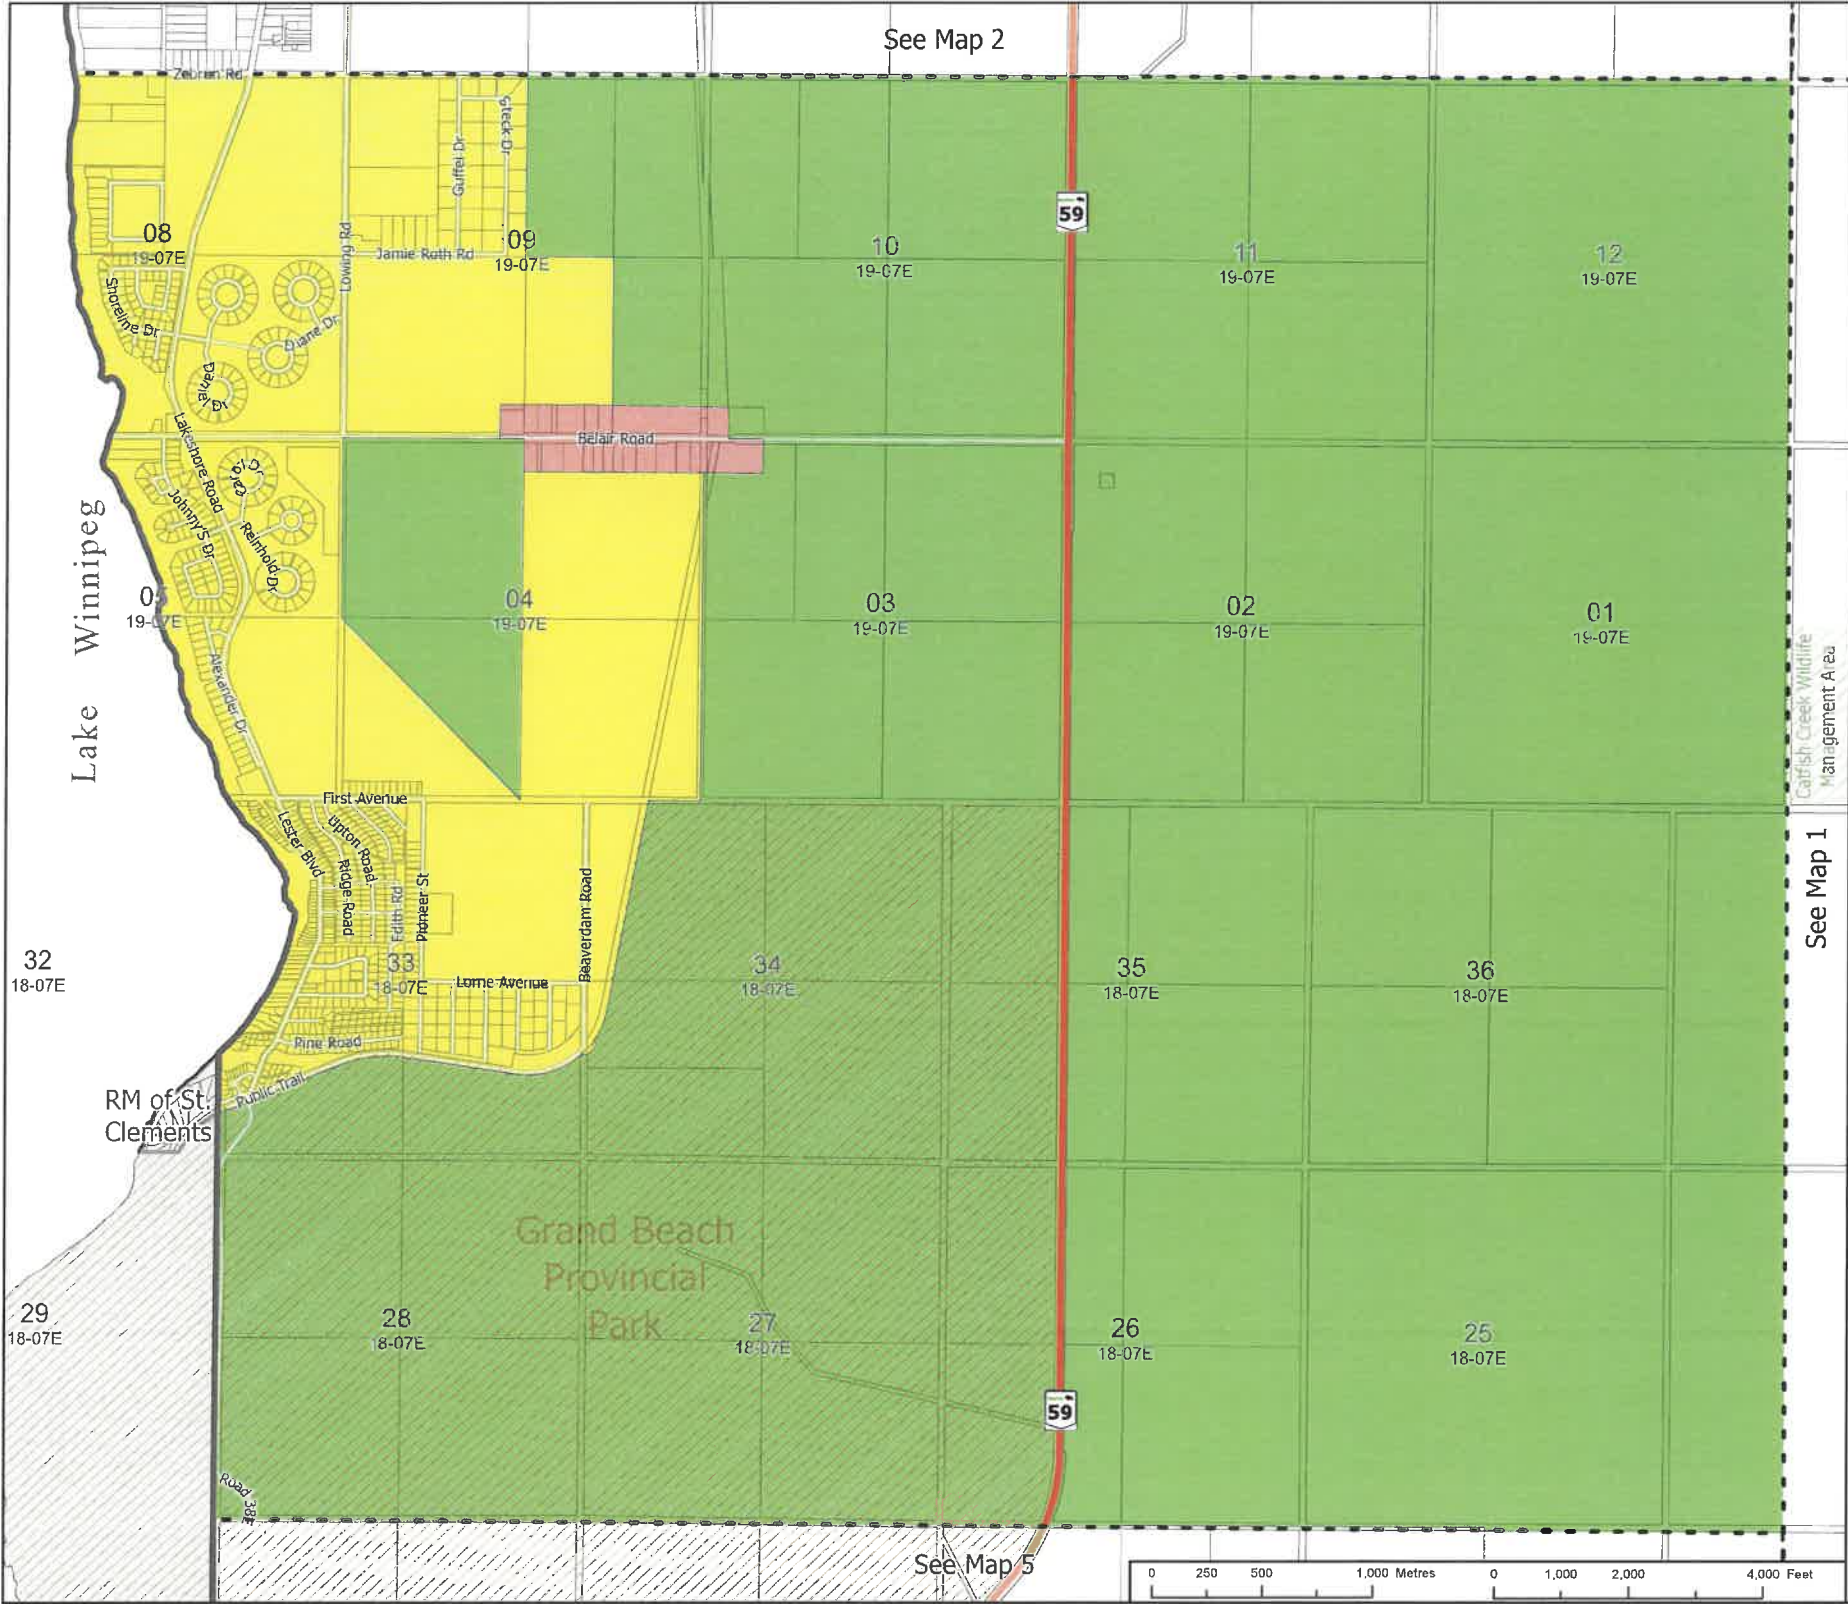 See Map 2
Zebrun Rd
Steck Dr
Guffei Dr
59
Lowing Rd
08
19-07E
Jamie Ruth Rd
09
19-07E
10
19-07E
11
19-07E
12
19-07E
Shoreline Dr
Duane Dr
Daniel Dr
Lakeshore Road
Belair Road
Carol Dr
Johnny'S Dr
Reinhold Dr
Lake Winnipeg
05
19-07E
04
19-07E
03
19-07E
02
19-07E
01
19-07E
Catfish Creek Wildlife
Management Area
Alexander Dr
First Avenue
Lester Blvd
Upton Road
Ridge Road
Edith Rd
Pioneer St
Beaverdam Road
See Map 1
32
18-07E
33
18-07E
Lorne Avenue
34
18-07E
35
18-07E
36
18-07E
Pine Road
Public Trail
RM of St.
Clements
Grand Beach
Provincial
Park
29
18-07E
28
18-07E
27
18-07E
26
18-07E
25
18-07E
59
Road 38E
See Map 5
0 250 500 1,000 Metres
0 1,000 2,000 4,000 Feet